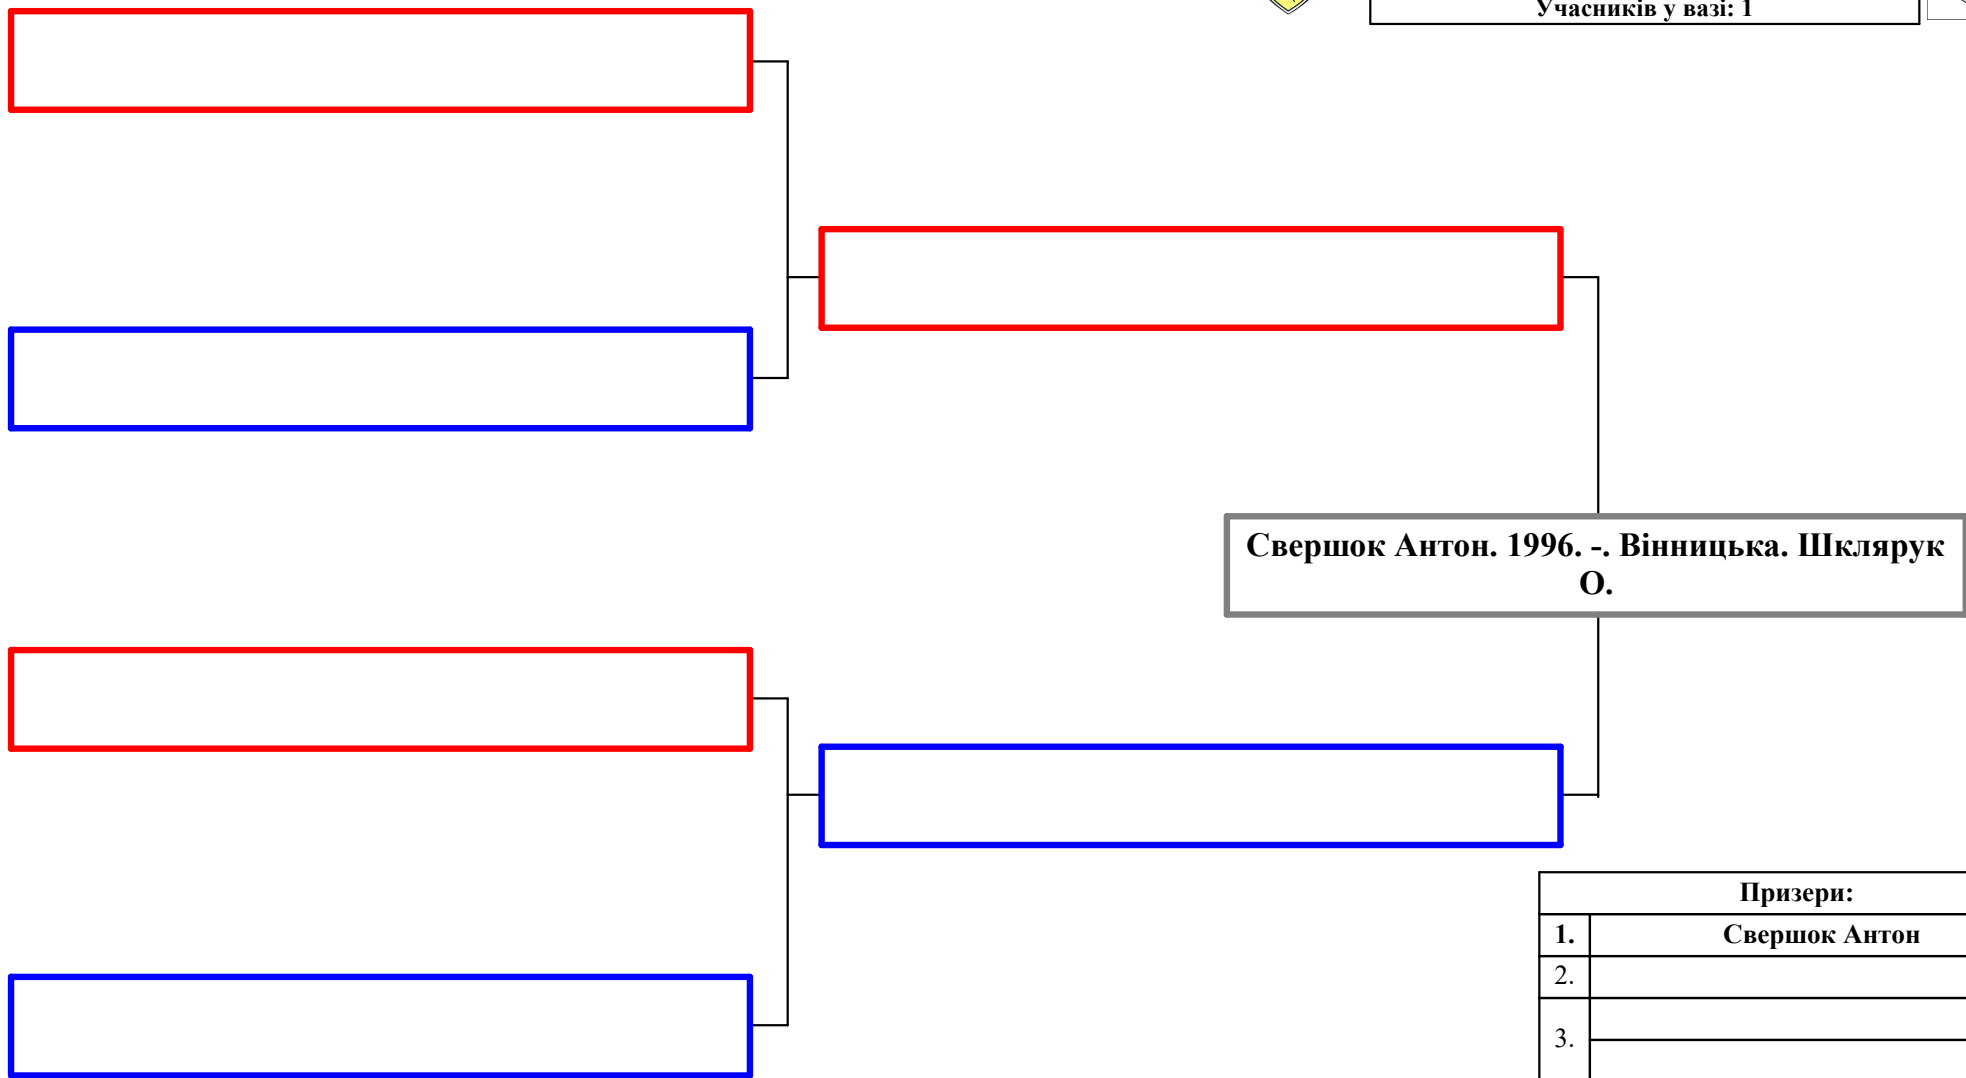 Учасників у вазі: 1
Свершок Антон. 1996. -. Вінницька. Шклярук
О.
Призери:
1. Свершок Антон
2.
3.